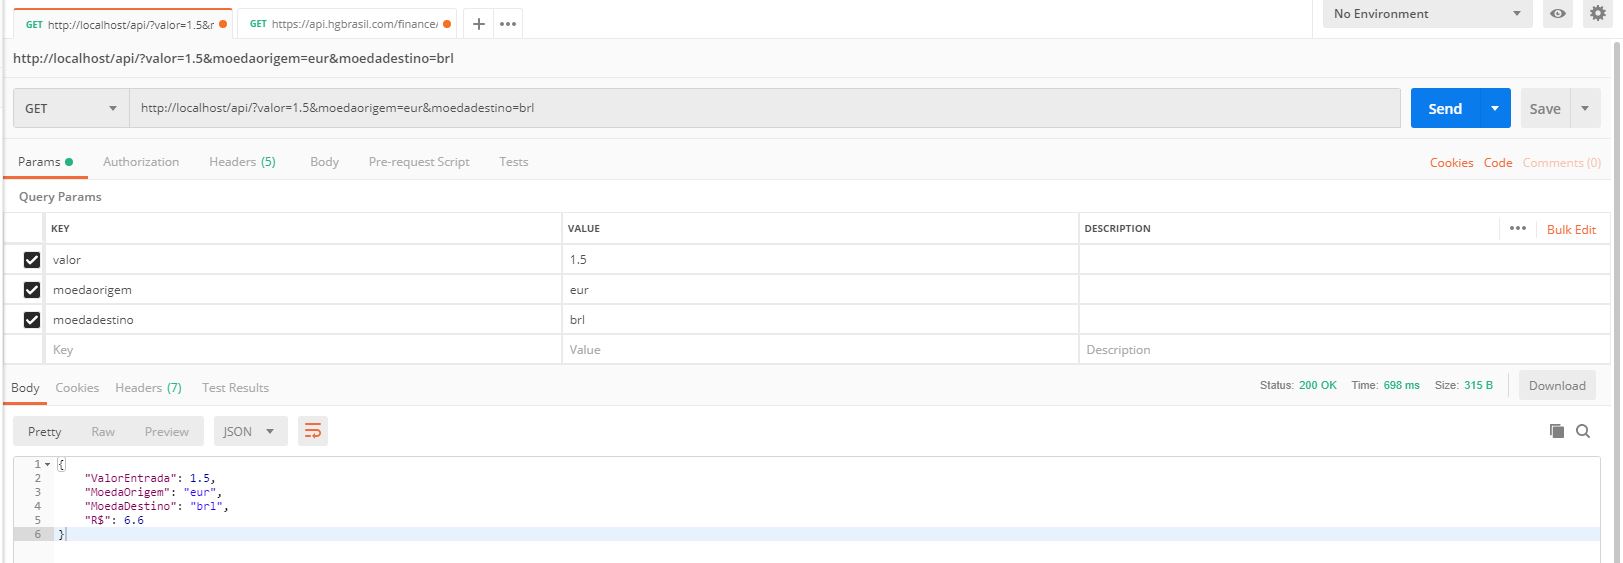 GET http://localhost/api/?valor=1.5&r GET https://api.hgbrasil.com/finance/ + ••• No Environment
http://localhost/api/?valor=1.5&moedaorigem=eur&moedadestino=brl
GET http://localhost/api/?valor=1.5&moedaorigem=eur&moedadestino=brl Send Save
Params Authorization Headers (5) Body Pre-request Script Tests Cookies Code Comments (0)
Query Params
KEY VALUE DESCRIPTION ••• Bulk Edit
valor 1.5
moedaorigem eur
moedadestino brl
Key Value Description
Body Cookies Headers (7) Test Results Status: 200 OK Time: 698 ms Size: 315 B Download
Pretty Raw Preview JSON
1 {
2 "ValorEntrada": 1.5,
3 "MoedaOrigem": "eur",
4 "MoedaDestino": "brl",
5 "R$": 6.6
6 }